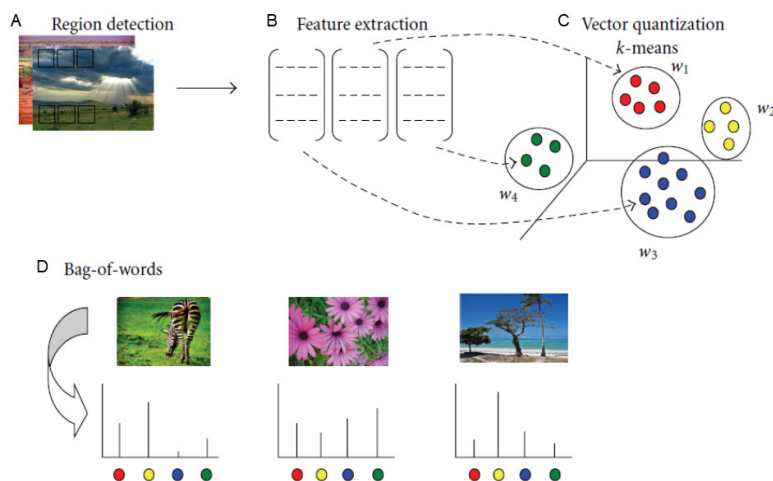 A Region detection
B Feature extraction
C Vector quantization
k-means
w1
w2
w3
w4
D Bag-of-words